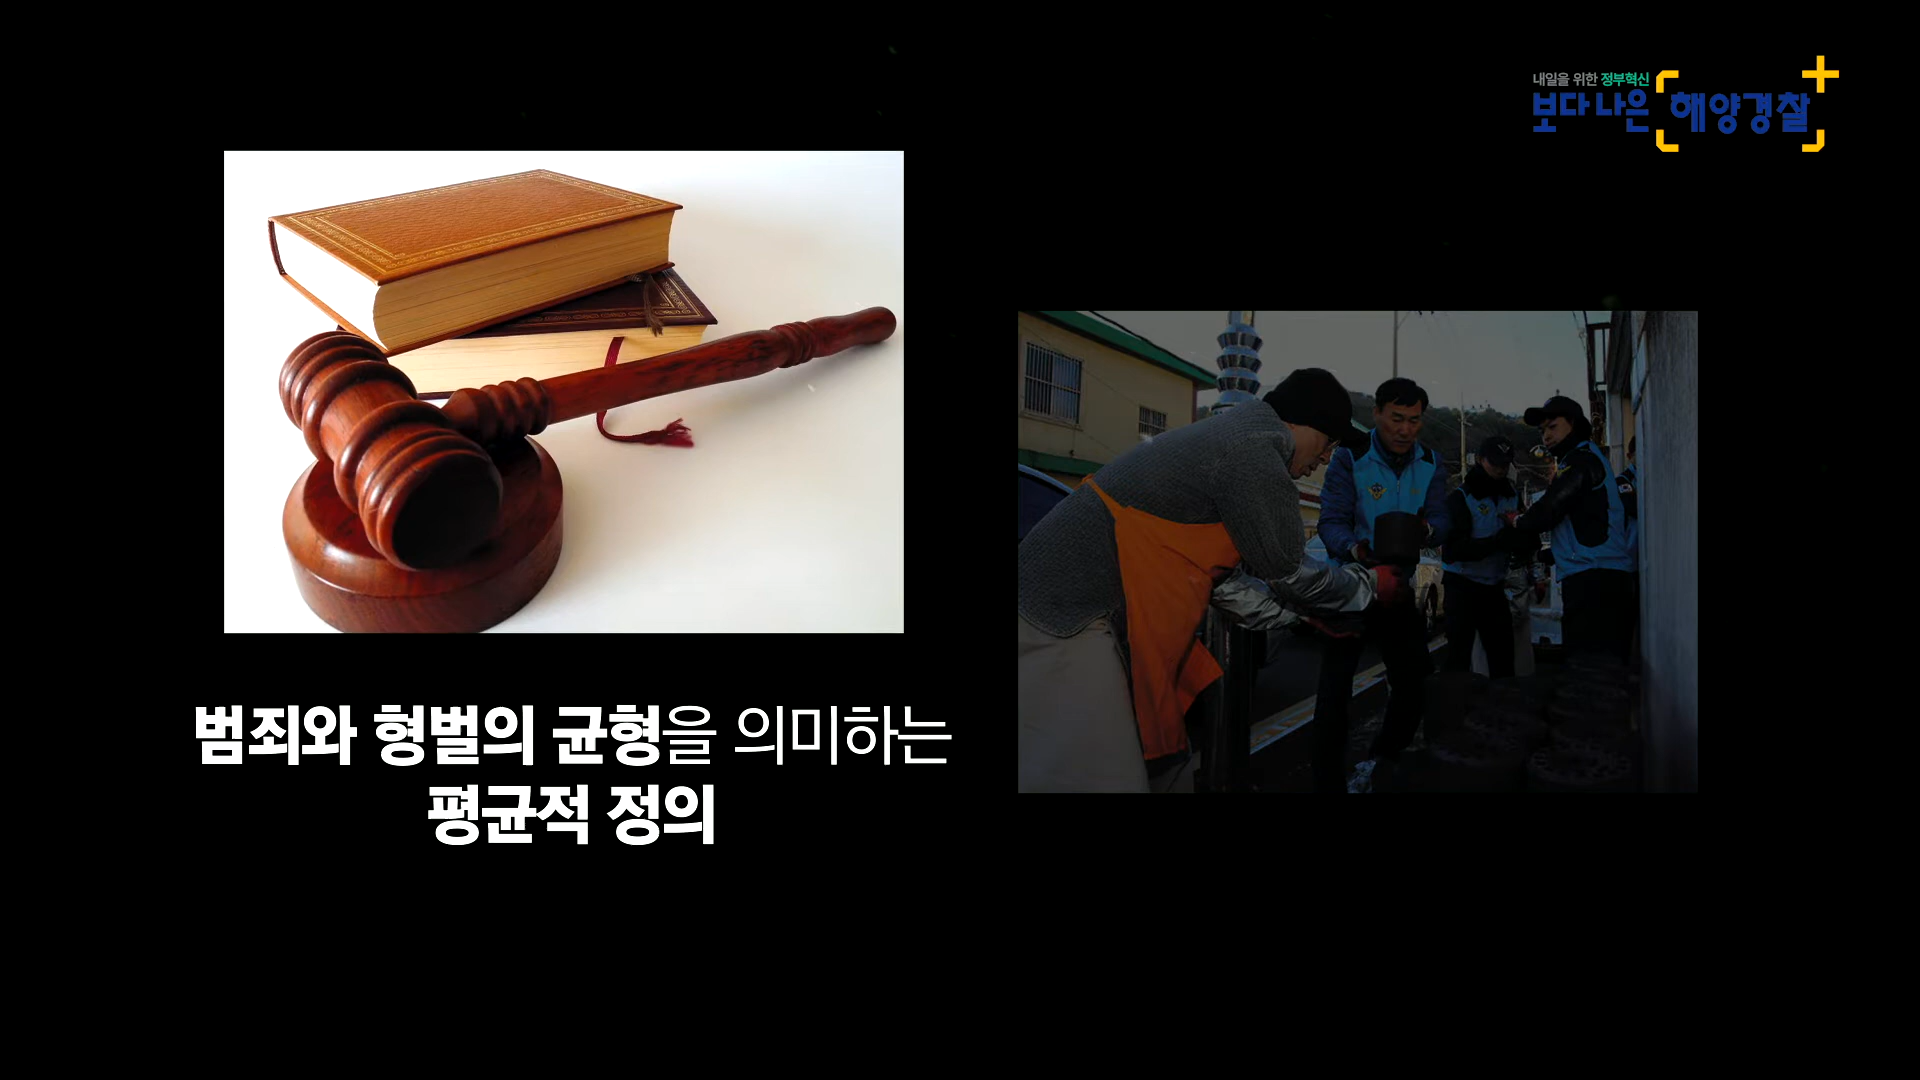 내일을 위한 정부혁신
보다 나은 해양경찰
범죄와 형벌의 균형을 의미하는
평균적 정의